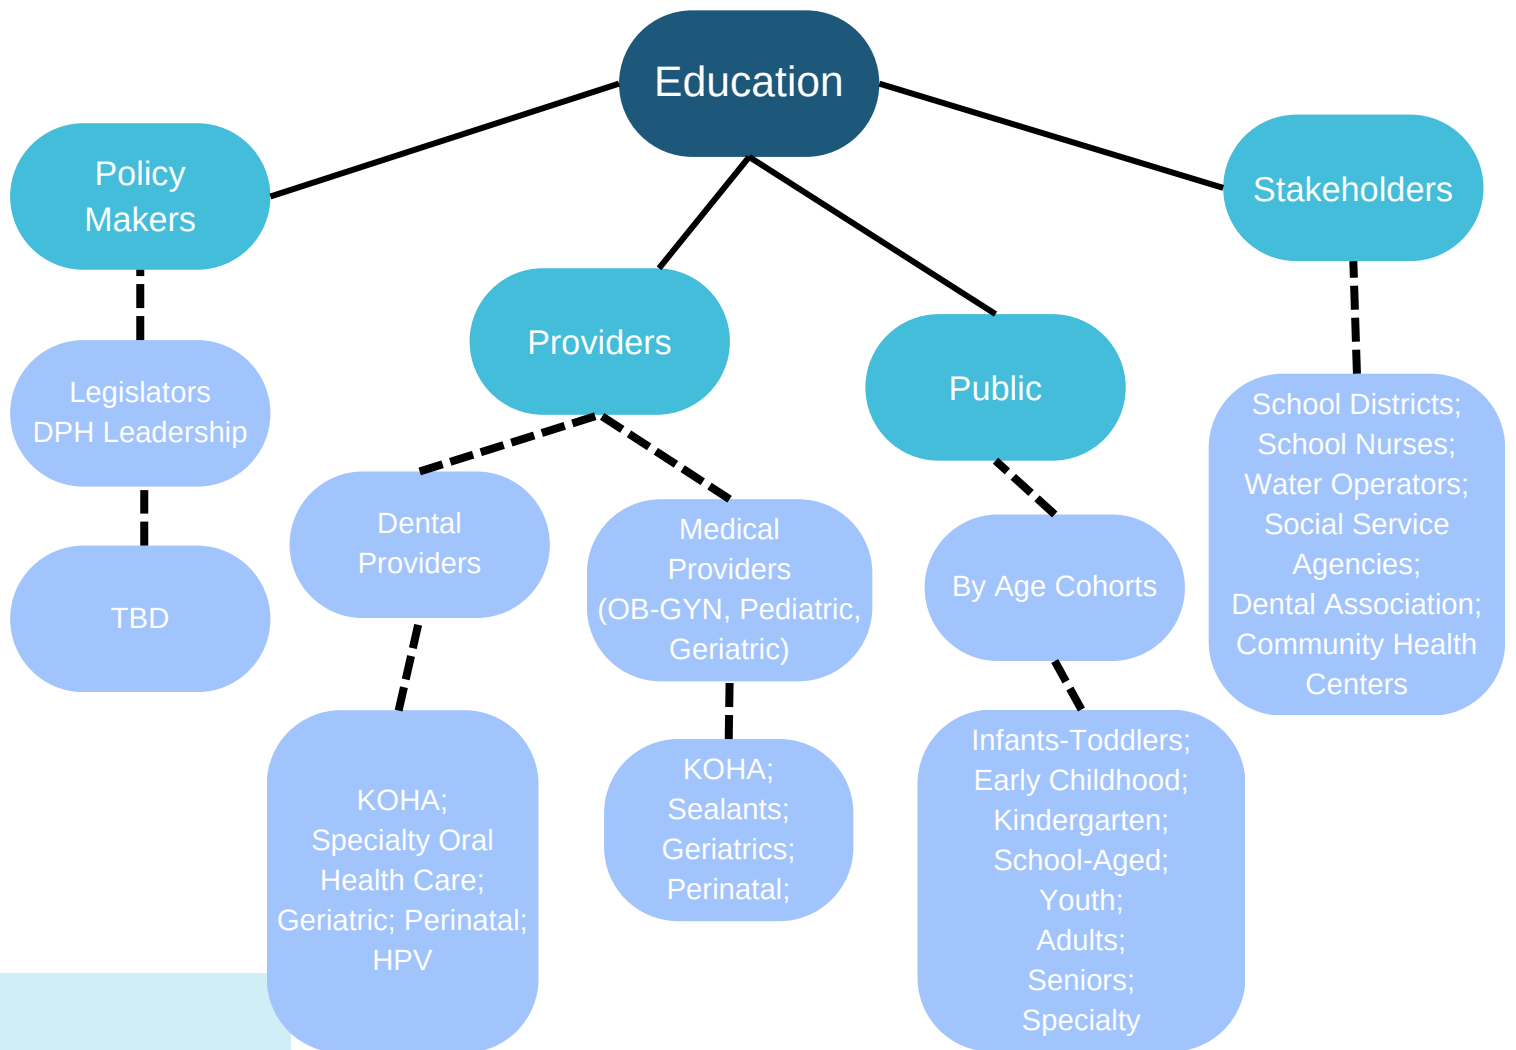 Education
Policy
Makers
Stakeholders
Providers
Public
Legislators
DPH Leadership
School Districts;
School Nurses;
Water Operators;
Social Service
Agencies;
Dental Association;
Community Health
Centers
Dental
Providers
Medical
Providers
(OB-GYN, Pediatric,
Geriatric)
By Age Cohorts
TBD
KOHA;
Specialty Oral
Health Care;
Geriatric; Perinatal;
HPV
KOHA;
Sealants;
Geriatrics;
Perinatal;
Infants-Toddlers;
Early Childhood;
Kindergarten;
School-Aged;
Youth;
Adults;
Seniors;
Specialty